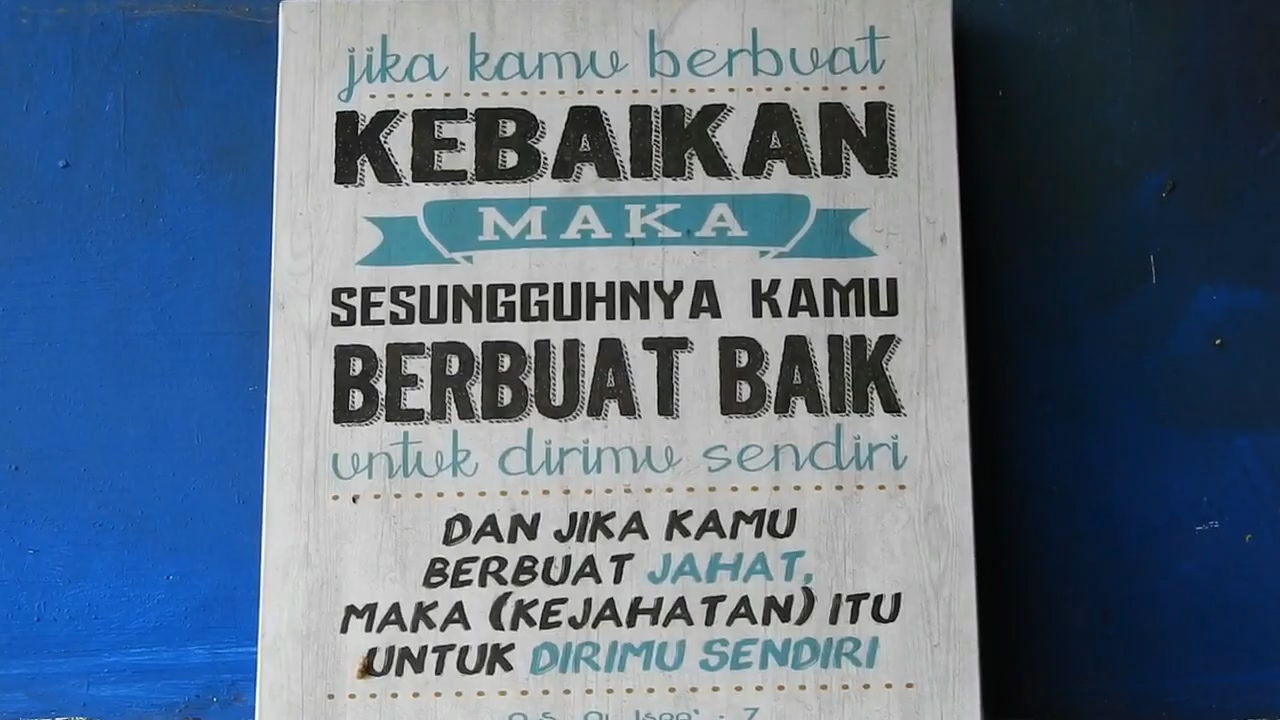 jika kamu berbuat
KEBAIKAN
MAKA
SESUNGGUHNYA KAMU
BERBUAT BAIK
untuk dirimu sendiri
DAN JIKA KAMU
BERBUAT JAHAT,
MAKA (KEJAHATAN) ITU
UNTUK DIRIMU SENDIRI